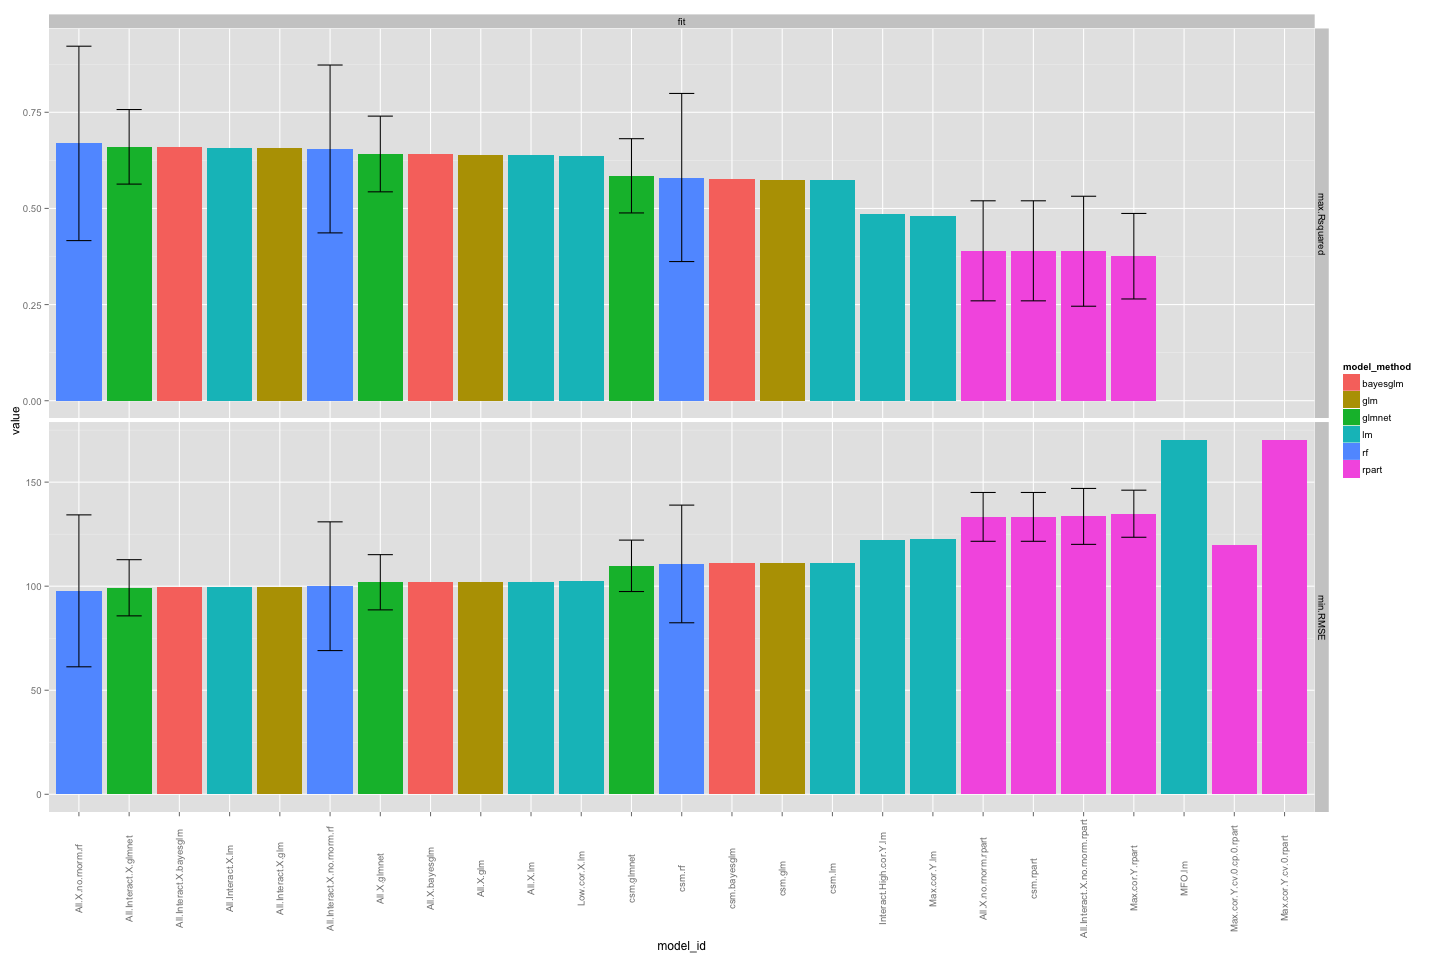 fit
0.75
0.50
0.25
0.00
max.Rsquared
value
150
100
50
0
min.RMSE
All.X.no.rnorm.rf
All.Interact.X.glmnet
All.Interact.X.bayesglm
All.Interact.X.lm
All.Interact.X.glm
All.Interact.X.no.rnorm.rf
All.X.glmnet
All.X.bayesglm
All.X.glm
All.X.lm
Low.cor.X.lm
csm.glmnet
csm.rf
csm.bayesglm
csm.glm
csm.lm
Interact.High.cor.Y.lm
Max.cor.Y.lm
All.X.no.rnorm.rpart
csm.rpart
All.Interact.X.no.rnorm.rpart
Max.cor.Y.rpart
MFO.lm
Max.cor.Y.cv.0.cp.0.rpart
Max.cor.Y.cv.0.rpart
model_id
model_method
bayesglm
glm
glmnet
lm
rf
rpart